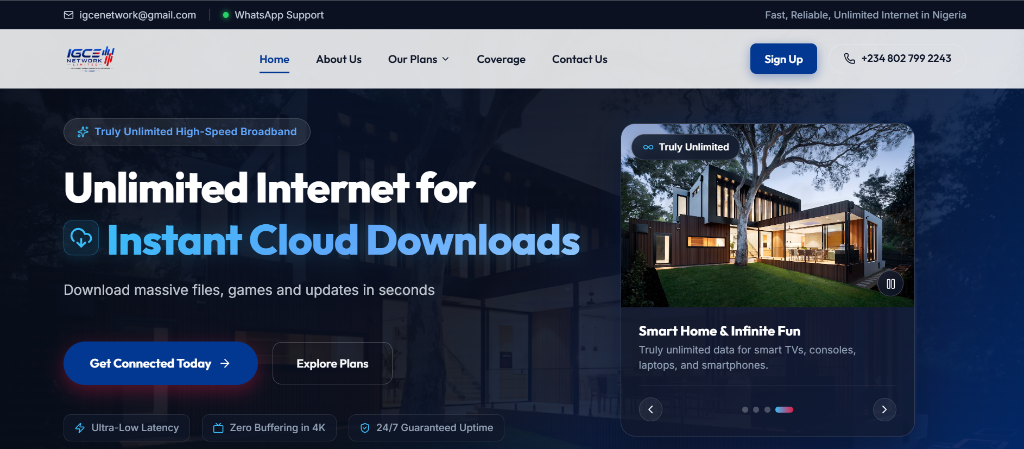 igcenetwork@gmail.com
WhatsApp Support
Fast, Reliable, Unlimited Internet in Nigeria
IGCE
NETWORK
Home
About Us
Our Plans
Coverage
Contact Us
Sign Up
+234 802 799 2243
Truly Unlimited High-Speed Broadband
Unlimited Internet for
Instant Cloud Downloads
Download massive files, games and updates in seconds
Get Connected Today
Explore Plans
Ultra-Low Latency
Zero Buffering in 4K
24/7 Guaranteed Uptime
Truly Unlimited
Smart Home & Infinite Fun
Truly unlimited data for smart TVs, consoles,
laptops, and smartphones.